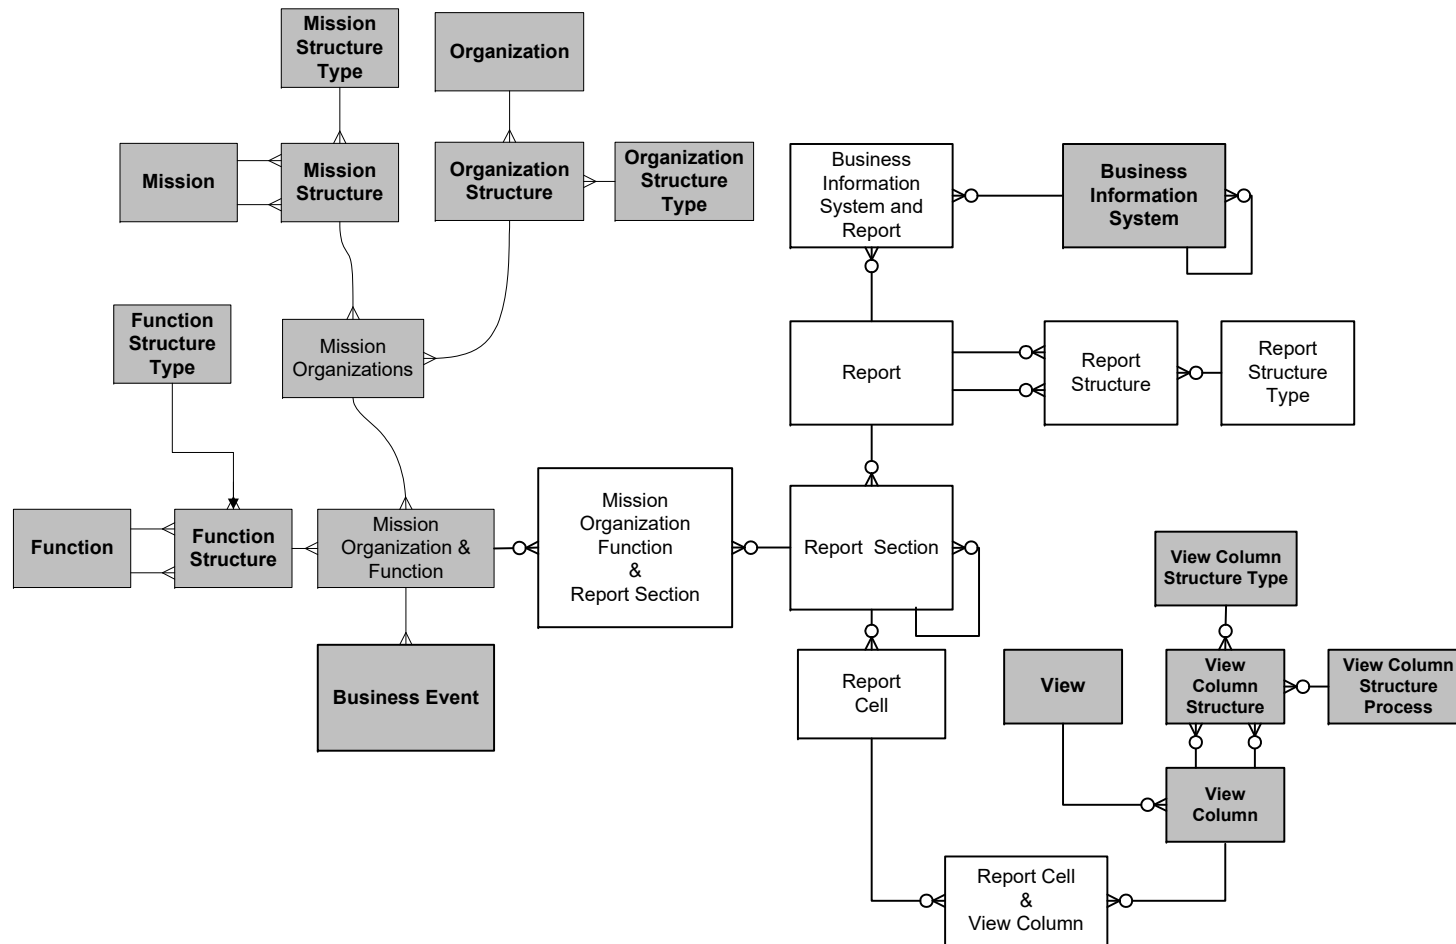 Mission
Structure
Type
Organization
Mission
Mission
Structure
Organization
Structure
Organization
Structure
Type
Business
Information
System and
Report
Business
Information
System
Function
Structure
Type
Mission
Organizations
Report
Report
Structure
Report
Structure
Type
Function
Function
Structure
Mission
Organization &
Function
Mission
Organization
Function
&
Report Section
Report Section
View Column
Structure Type
Business Event
Report
Cell
View
View
Column
Structure
View Column
Structure
Process
View
Column
Report Cell
&
View Column